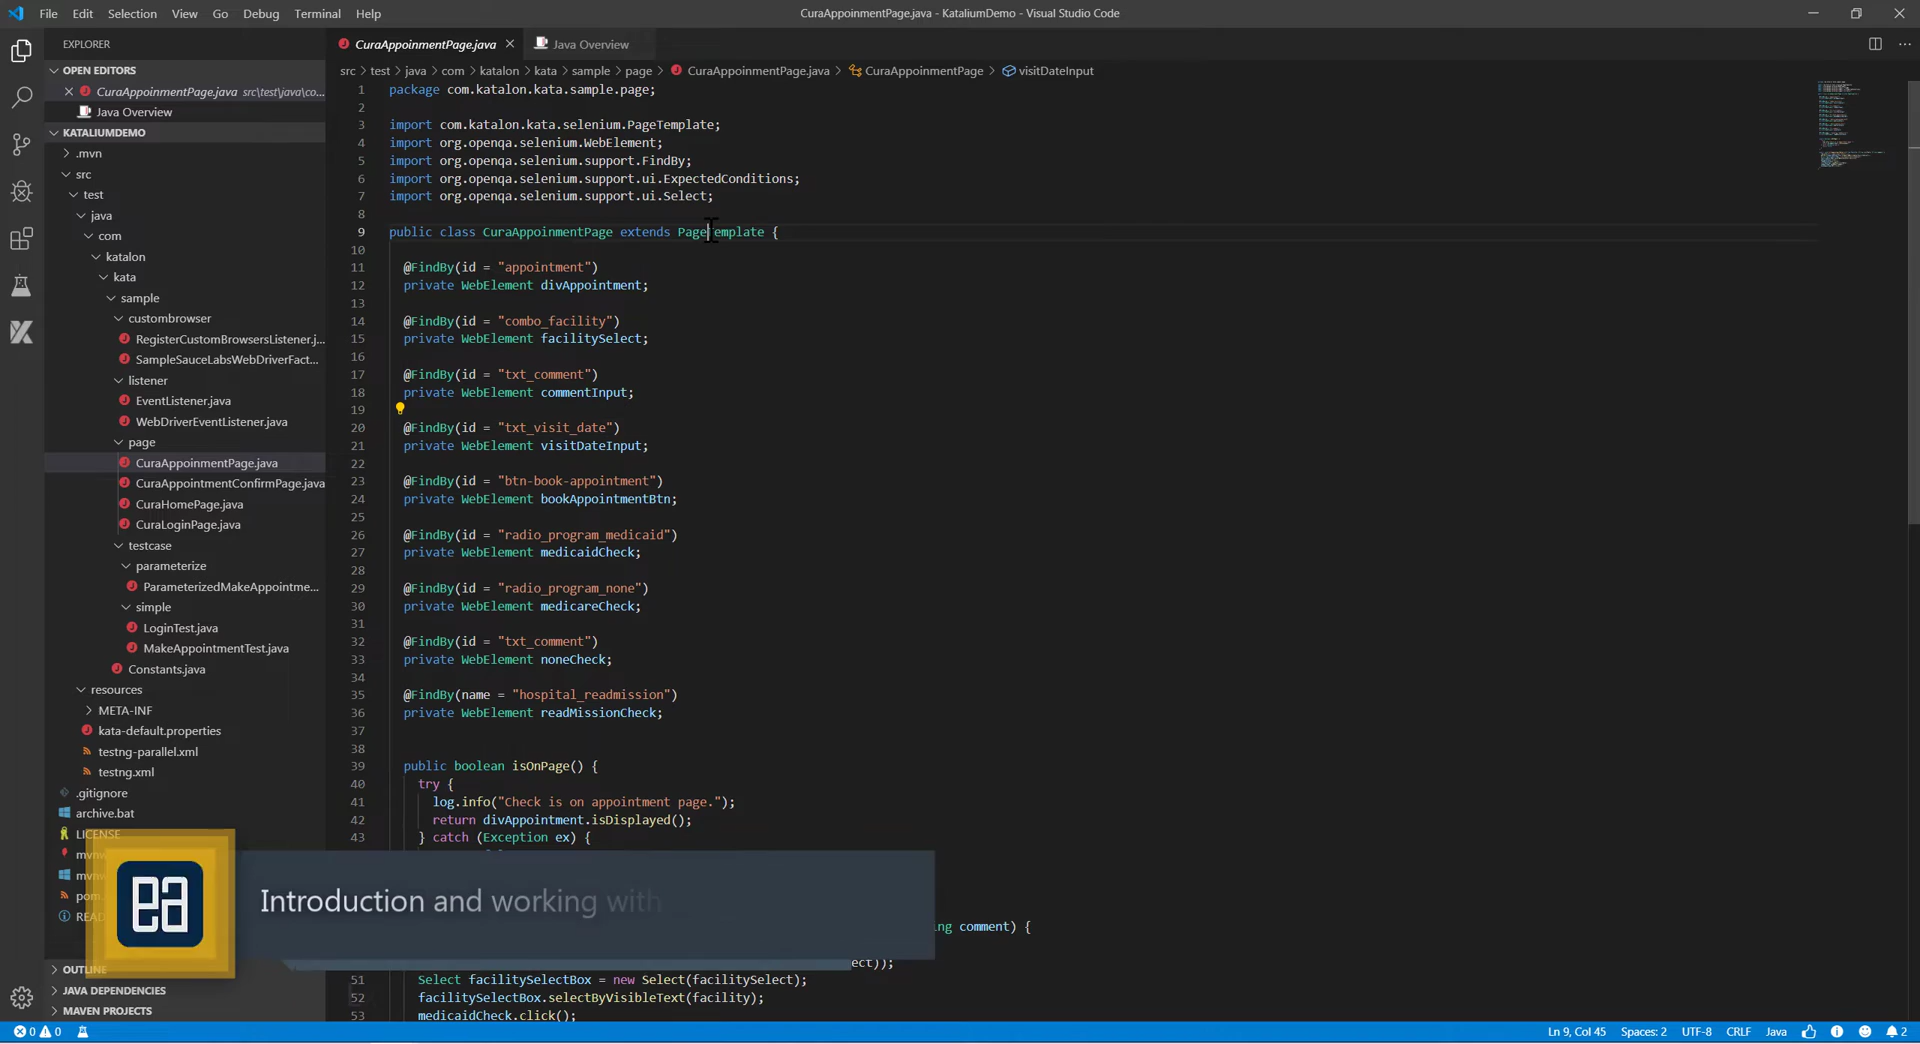 File Edit Selection View Go Debug Terminal Help
CuraAppoinmentPage.java - KataliumDemo - Visual Studio Code
EXPLORER
OPEN EDITORS
CuraAppoinmentPage.java src\test\java\co...
Java Overview
KATALIUMDEMO
.mvn
src
test
java
com
katalon
kata
sample
custombrowser
RegisterCustomBrowsersListener.j...
SampleSauceLabsWebDriverFact...
listener
EventListener.java
WebDriverEventListener.java
page
CuraAppoinmentPage.java
CuraAppointmentConfirmPage.java
CuraHomePage.java
CuraLoginPage.java
testcase
parameterize
ParameterizedMakeAppointme...
simple
LoginTest.java
MakeAppointmentTest.java
Constants.java
resources
META-INF
kata-default.properties
testng-parallel.xml
testng.xml
.gitignore
archive.bat
LICENSE
OUTLINE
JAVA DEPENDENCIES
MAVEN PROJECTS
CuraAppoinmentPage.java
Java Overview
src > test > java > com > katalon > kata > sample > page > CuraAppoinmentPage.java > CuraAppoinmentPage > visitDateInput
1 package com.katalon.kata.sample.page;
2
3 import com.katalon.kata.selenium.PageTemplate;
4 import org.openqa.selenium.WebElement;
5 import org.openqa.selenium.support.FindBy;
6 import org.openqa.selenium.support.ui.ExpectedConditions;
7 import org.openqa.selenium.support.ui.Select;
8
9 public class CuraAppoinmentPage extends PageTemplate {
10
11 @FindBy(id = "appointment")
12 private WebElement divAppointment;
13
14 @FindBy(id = "combo_facility")
15 private WebElement facilitySelect;
16
17 @FindBy(id = "txt_comment")
18 private WebElement commentInput;
19
20 @FindBy(id = "txt_visit_date")
21 private WebElement visitDateInput;
22
23 @FindBy(id = "btn-book-appointment")
24 private WebElement bookAppointmentBtn;
25
26 @FindBy(id = "radio_program_medicaid")
27 private WebElement medicaidCheck;
28
29 @FindBy(id = "radio_program_none")
30 private WebElement medicareCheck;
31
32 @FindBy(id = "txt_comment")
33 private WebElement noneCheck;
34
35 @FindBy(name = "hospital_readmission")
36 private WebElement readMissionCheck;
37
38
39 public boolean isOnPage() {
40 try {
41 log.info("Check is on appointment page.");
42 return divAppointment.isDisplayed();
43 } catch (Exception ex) {
comment) {
51 Select facilitySelectBox = new Select(facilitySelect);
52 facilitySelectBox.selectByVisibleText(facility);
53 medicaidCheck.click();
ea
Introduction and working with
0 0
Ln 9, Col 45 Spaces: 2 UTF-8 CRLF Java 2